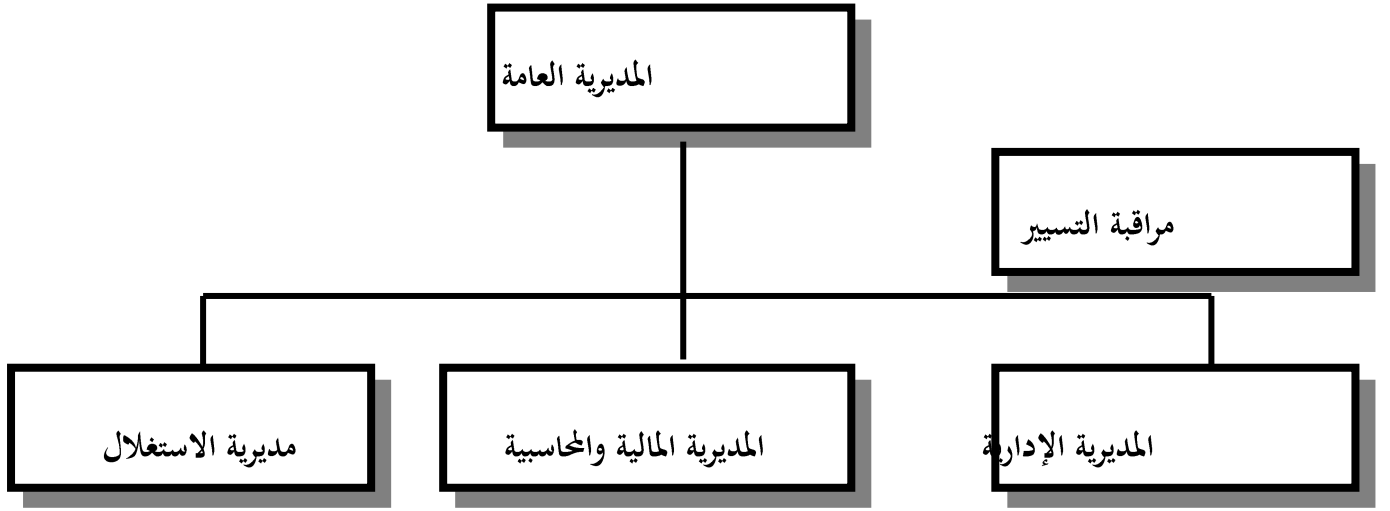 المديرية العامة
مراقبة التسيير
المديرية الإدارية
المديرية المالية والمحاسبية
مديرية الاستغلال